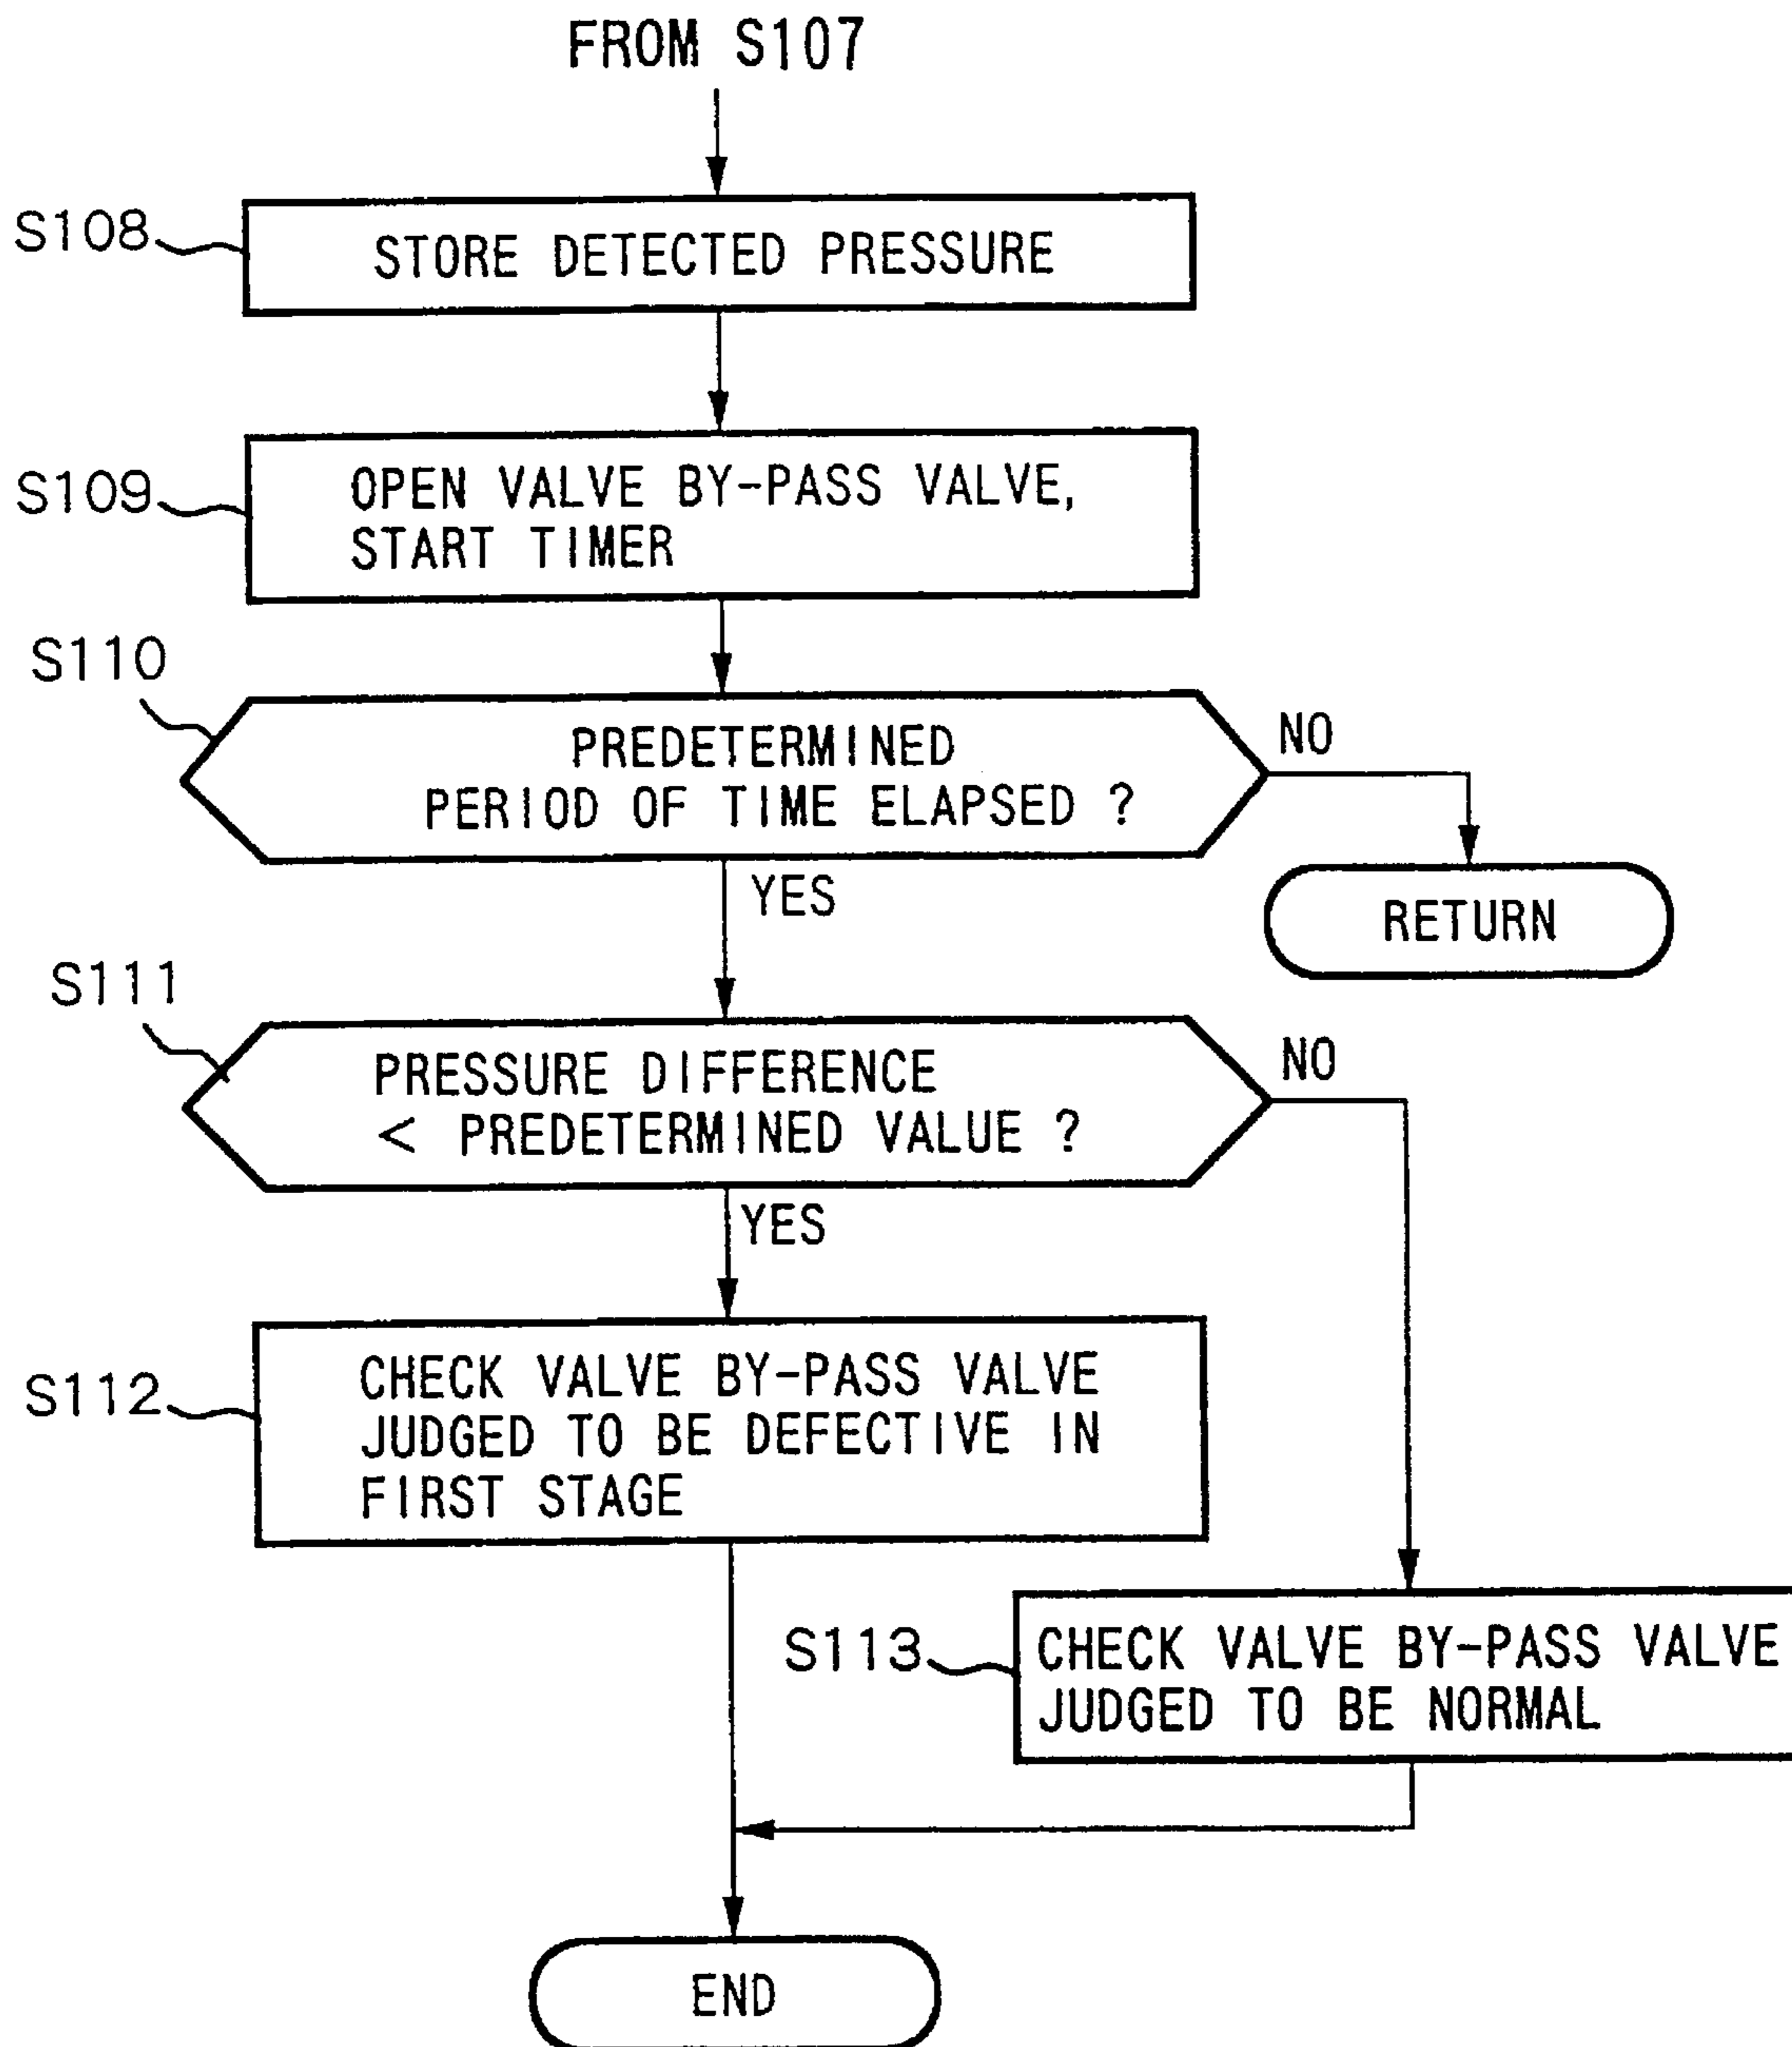 FROM S107
S108
STORE DETECTED PRESSURE
S109
OPEN VALVE BY-PASS VALVE,
START TIMER
S110
PREDETERMINED
PERIOD OF TIME ELAPSED ?
NO
YES
RETURN
S111
PRESSURE DIFFERENCE
< PREDETERMINED VALUE ?
NO
YES
S112
CHECK VALVE BY-PASS VALVE
JUDGED TO BE DEFECTIVE IN
FIRST STAGE
S113
CHECK VALVE BY-PASS VALVE
JUDGED TO BE NORMAL
END